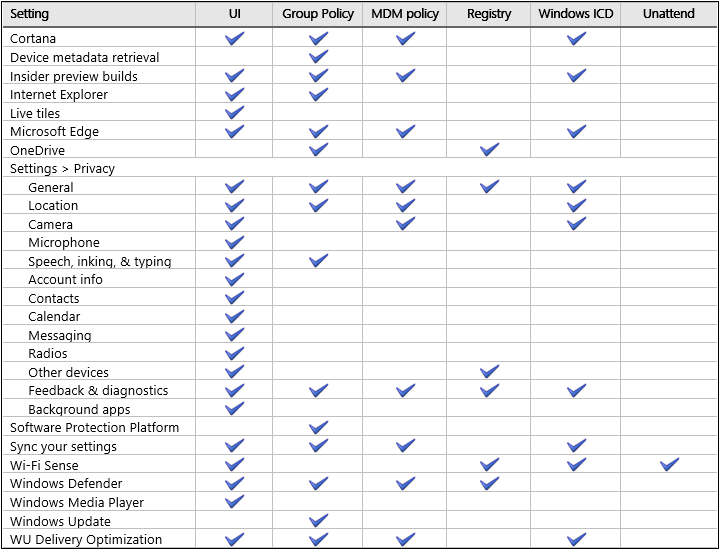 Setting UI Group Policy MDM policy Registry Windows ICD Unattend
Cortana
Device metadata retrieval
Insider preview builds
Internet Explorer
Live tiles
Microsoft Edge
OneDrive
Settings > Privacy
General
Location
Camera
Microphone
Speech, inking, & typing
Account info
Contacts
Calendar
Messaging
Radios
Other devices
Feedback & diagnostics
Background apps
Software Protection Platform
Sync your settings
Wi-Fi Sense
Windows Defender
Windows Media Player
Windows Update
WU Delivery Optimization